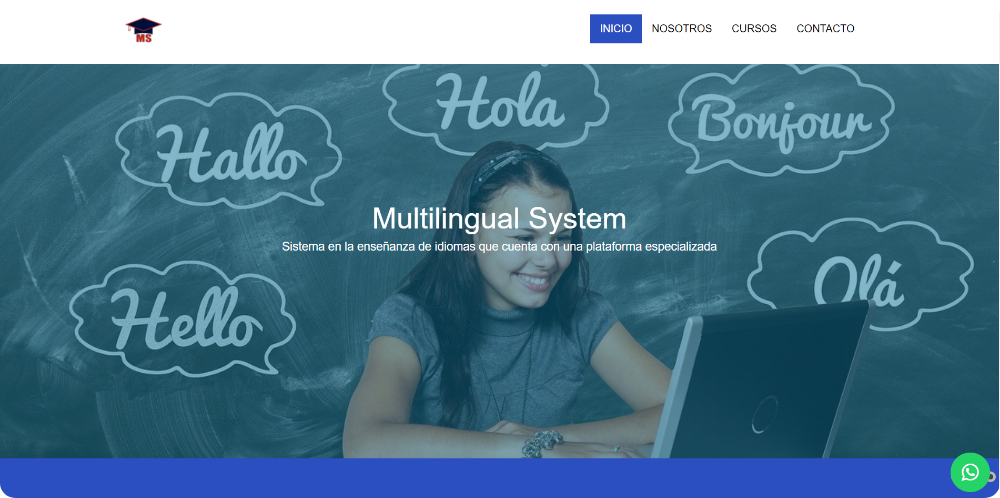 MS
INICIO
NOSOTROS
CURSOS
CONTACTO
Hola
Bonjour
Hallo
Multilingual System
Sistema en la enseñanza de idiomas que cuenta con una plataforma especializada
Olá
Hello